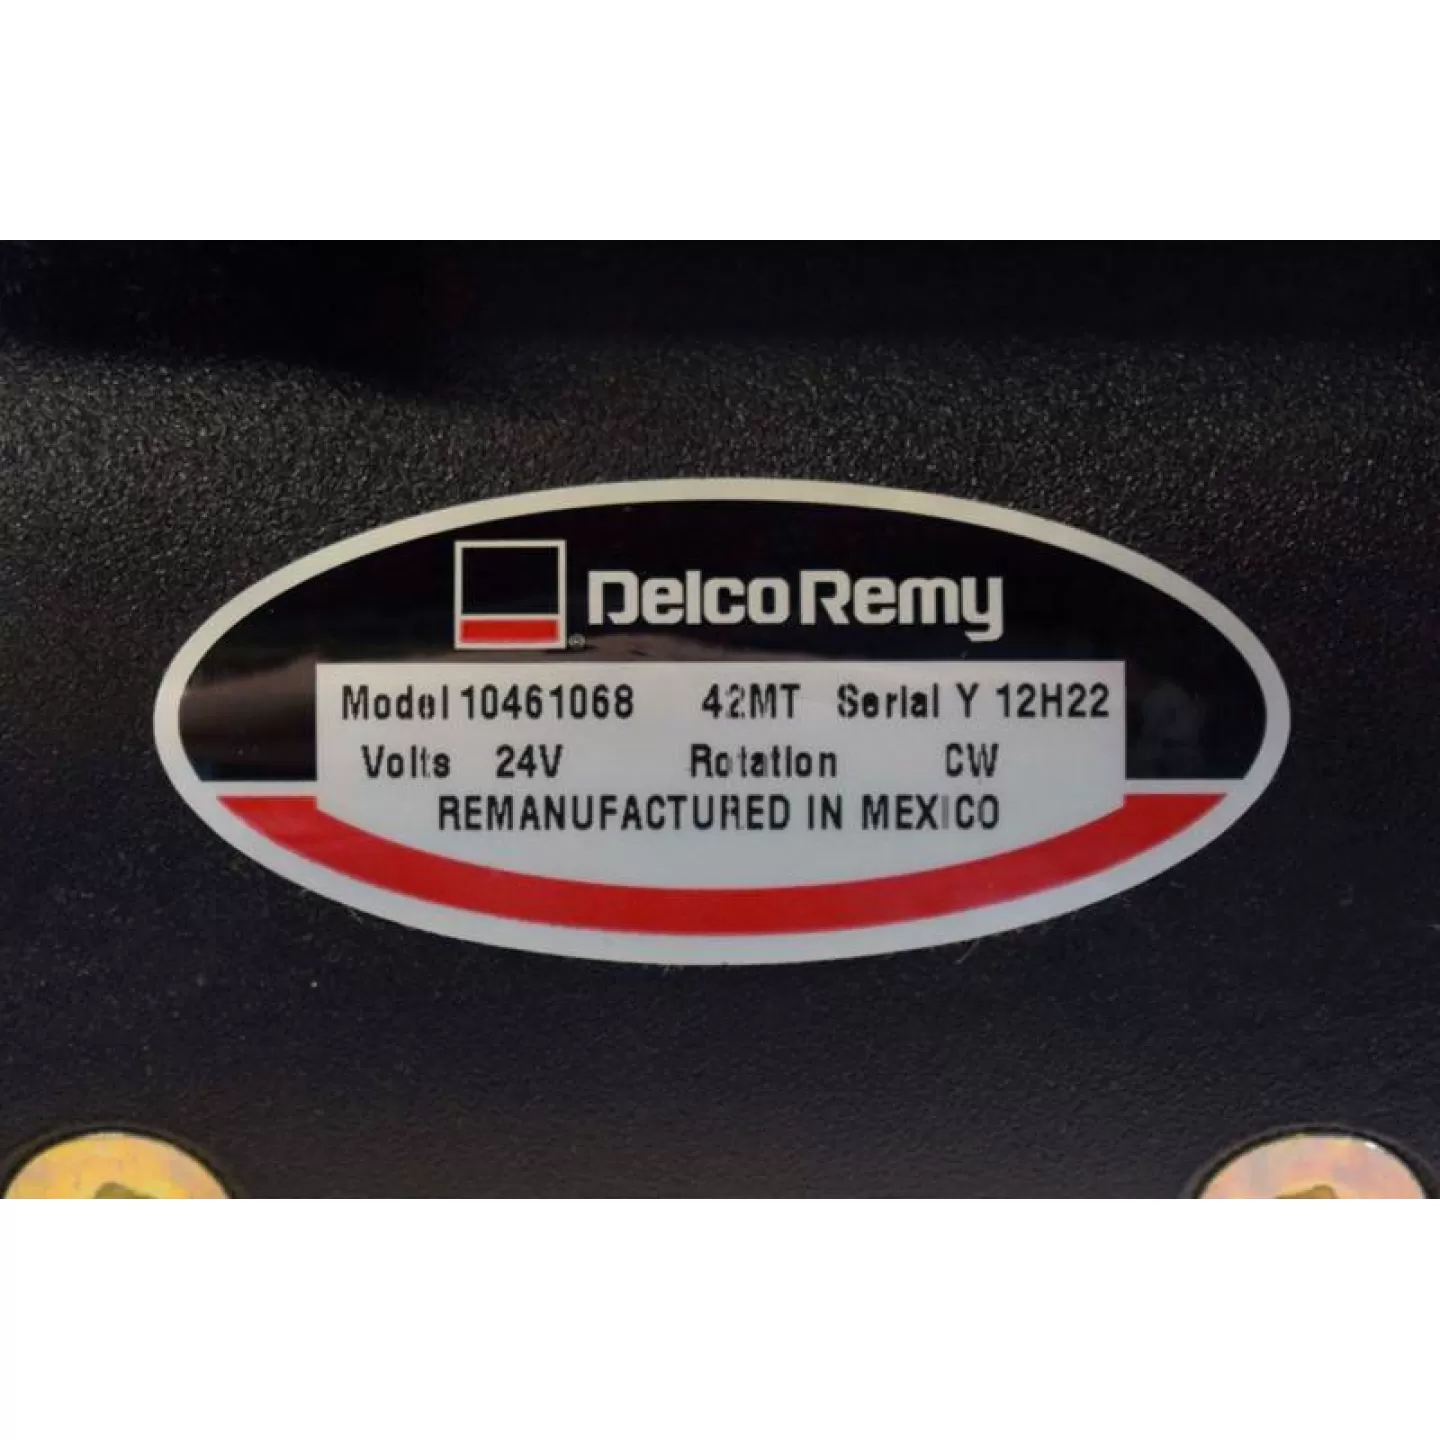 Delco Remy
Model 10461068 42MT Serial Y 12H22
Volts 24V Rotation CW
REMANUFACTURED IN MEXICO